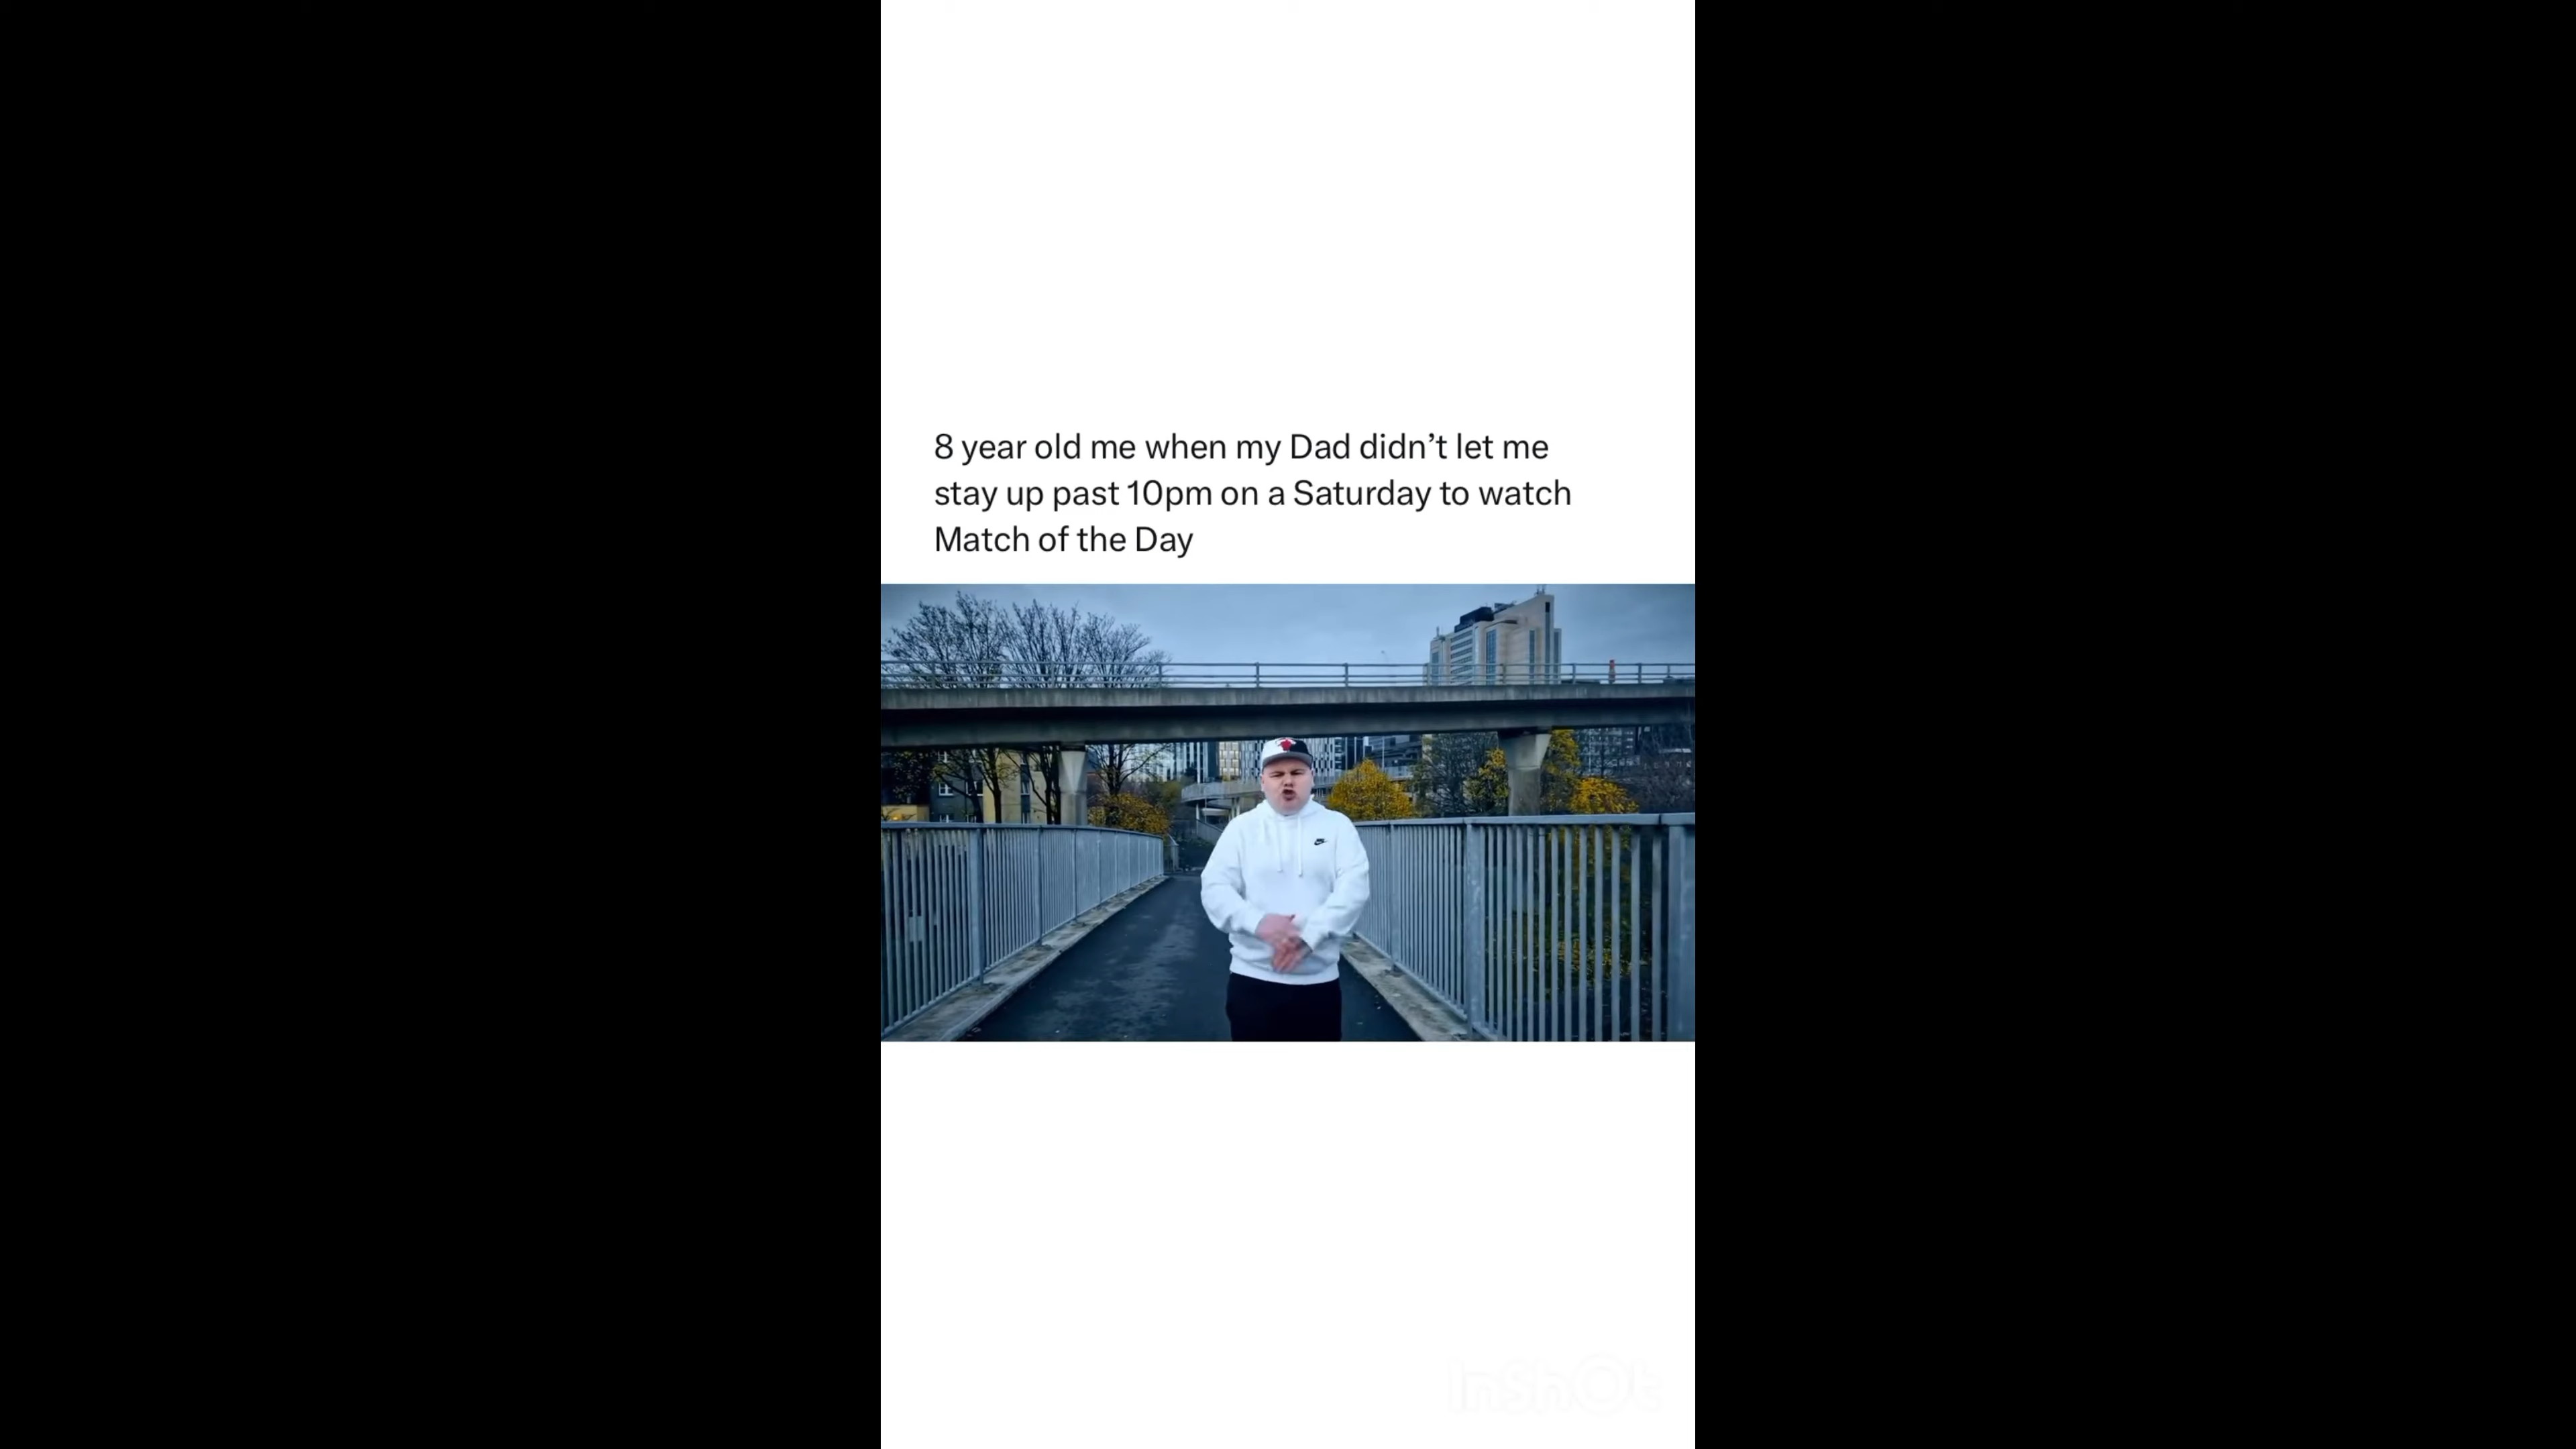 8 year old me when my Dad didn’t let me
stay up past 10pm on a Saturday to watch
Match of the Day
InShOt